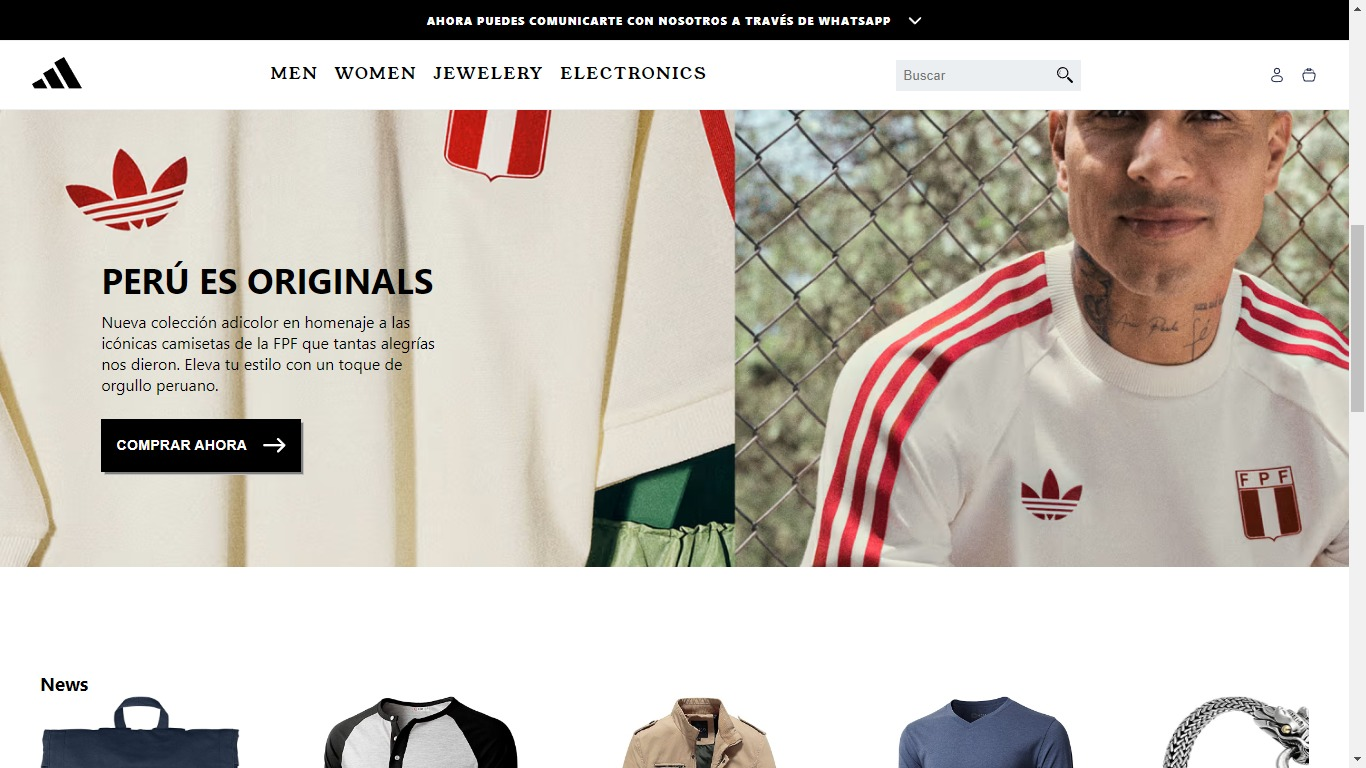 AHORA PUEDES COMUNICARTE CON NOSOTROS A TRAVÉS DE WHATSAPP
MEN WOMEN JEWELERY ELECTRONICS
Buscar
PERÚ ES ORIGINALS
Nueva colección adicolor en homenaje a las
icónicas camisetas de la FPF que tantas alegrías
nos dieron. Eleva tu estilo con un toque de
orgullo peruano.
COMPRAR AHORA
FPF
News